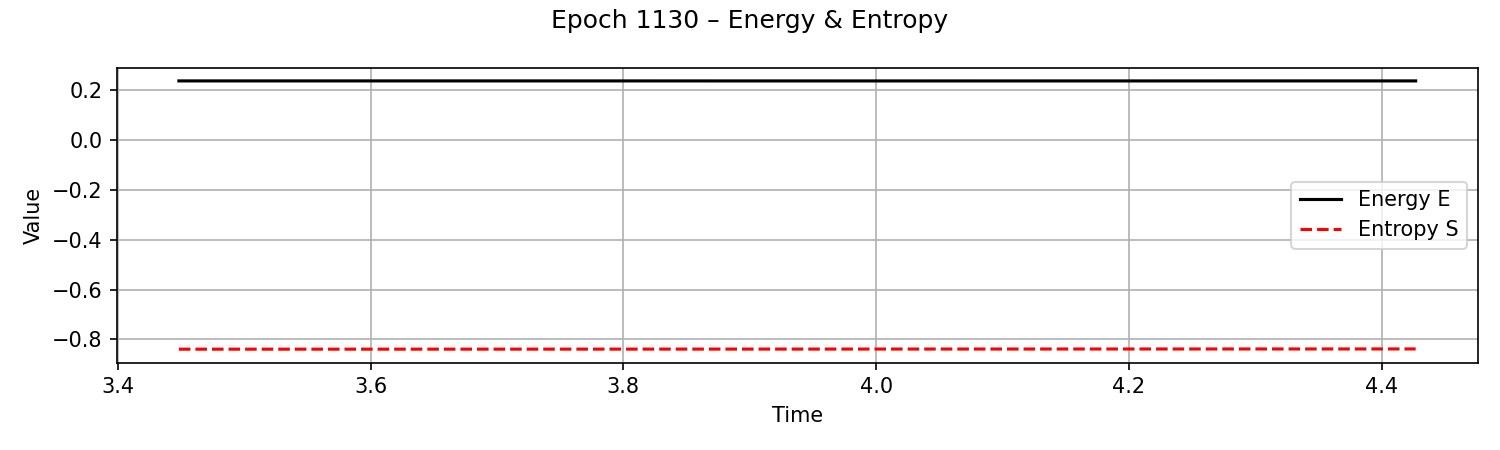 Epoch 1130 – Energy & Entropy
0.2
0.0
−0.2
−0.4
−0.6
−0.8
Value
Energy E
Entropy S
3.4 3.6 3.8 4.0 4.2 4.4
Time